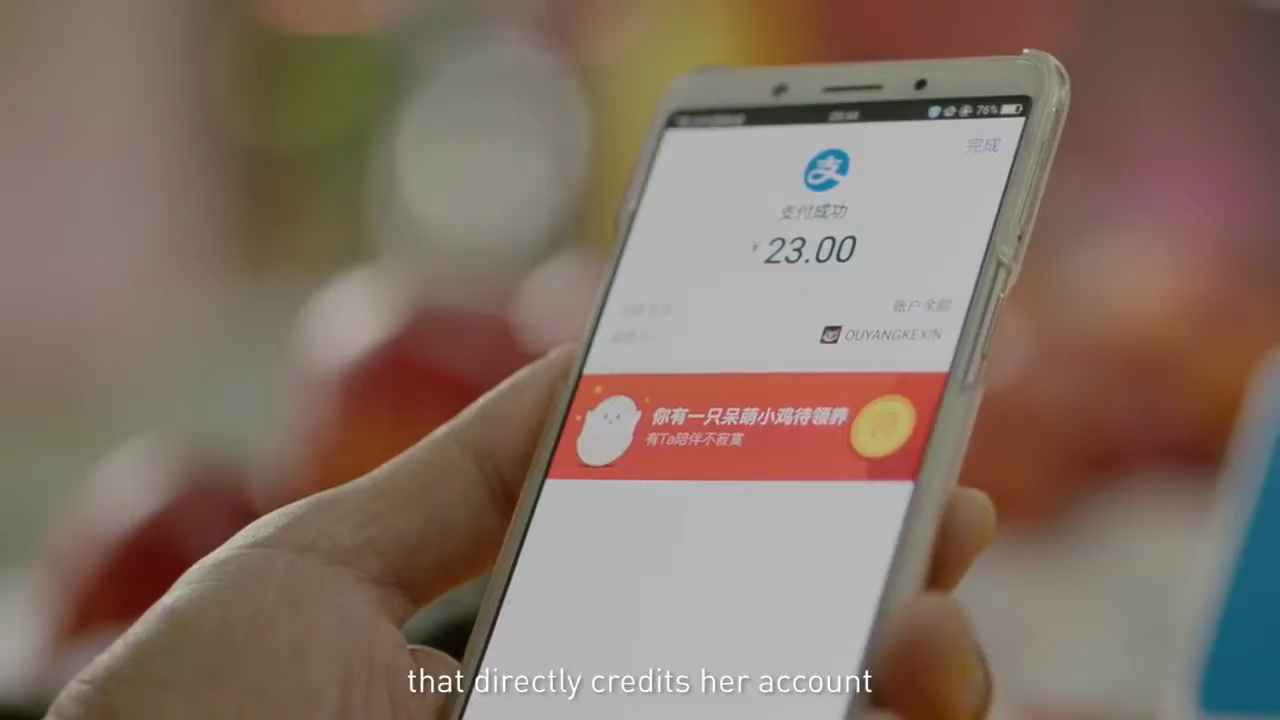 76%
完成
支
支付成功
¥ 23.00
账户余额
OUYANGKEXIN
你有一只呆萌小鸡待领养
有Ta陪伴不寂寞
that directly credits her account